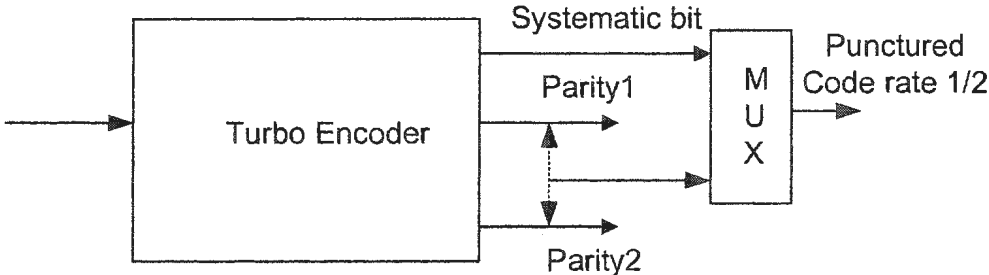 Systematic bit
Parity1
Turbo Encoder
Parity2
M
U
X
Punctured
Code rate 1/2